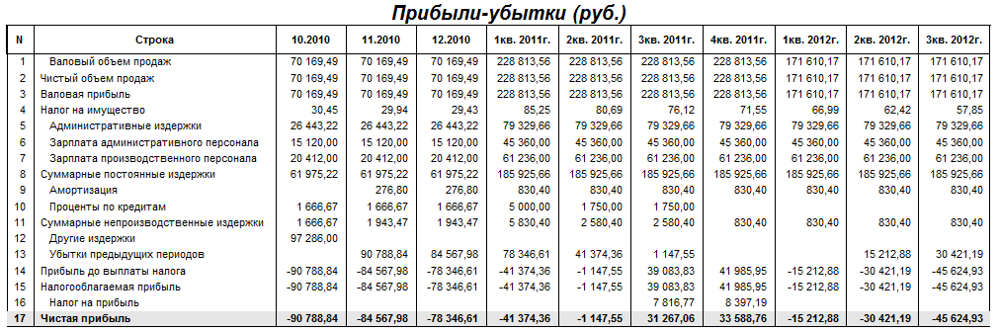 Прибыли-убытки (руб.)
N Строка 10.2010 11.2010 12.2010 1кв. 2011г. 2кв. 2011г. 3кв. 2011г. 4кв. 2011г. 1кв. 2012г. 2кв. 2012г. 3кв. 2012г.
1 Валовый объем продаж 70 169,49 70 169,49 70 169,49 228 813,56 228 813,56 228 813,56 228 813,56 171 610,17 171 610,17 171 610,17
2 Чистый объем продаж 70 169,49 70 169,49 70 169,49 228 813,56 228 813,56 228 813,56 228 813,56 171 610,17 171 610,17 171 610,17
3 Валовая прибыль 70 169,49 70 169,49 70 169,49 228 813,56 228 813,56 228 813,56 228 813,56 171 610,17 171 610,17 171 610,17
4 Налог на имущество 30,45 29,94 29,43 85,25 80,69 76,12 71,55 66,99 62,42 57,85
5 Административные издержки 26 443,22 26 443,22 26 443,22 79 329,66 79 329,66 79 329,66 79 329,66 79 329,66 79 329,66 79 329,66
6 Зарплата административного персонала 15 120,00 15 120,00 15 120,00 45 360,00 45 360,00 45 360,00 45 360,00 45 360,00 45 360,00 45 360,00
7 Зарплата производственного персонала 20 412,00 20 412,00 20 412,00 61 236,00 61 236,00 61 236,00 61 236,00 61 236,00 61 236,00 61 236,00
8 Суммарные постоянные издержки 61 975,22 61 975,22 61 975,22 185 925,66 185 925,66 185 925,66 185 925,66 185 925,66 185 925,66 185 925,66
9 Амортизация 276,80 276,80 830,40 830,40 830,40 830,40 830,40 830,40 830,40
10 Проценты по кредитам 1 666,67 1 666,67 1 666,67 5 000,00 1 750,00 1 750,00
11 Суммарные непроизводственные издержки 1 666,67 1 943,47 1 943,47 5 830,40 2 580,40 2 580,40 830,40 830,40 830,40 830,40
12 Другие издержки 97 286,00
13 Убытки предыдущих периодов 90 788,84 84 567,98 78 346,61 41 374,36 1 147,55 15 212,88 30 421,19
14 Прибыль до выплаты налога -90 788,84 -84 567,98 -78 346,61 -41 374,36 -1 147,55 39 083,83 41 985,95 -15 212,88 -30 421,19 -45 624,93
15 Налогооблагаемая прибыль -90 788,84 -84 567,98 -78 346,61 -41 374,36 -1 147,55 39 083,83 41 985,95 -15 212,88 -30 421,19 -45 624,93
16 Налог на прибыль 7 816,77 8 397,19
17 Чистая прибыль -90 788,84 -84 567,98 -78 346,61 -41 374,36 -1 147,55 31 267,06 33 588,76 -15 212,88 -30 421,19 -45 624,93